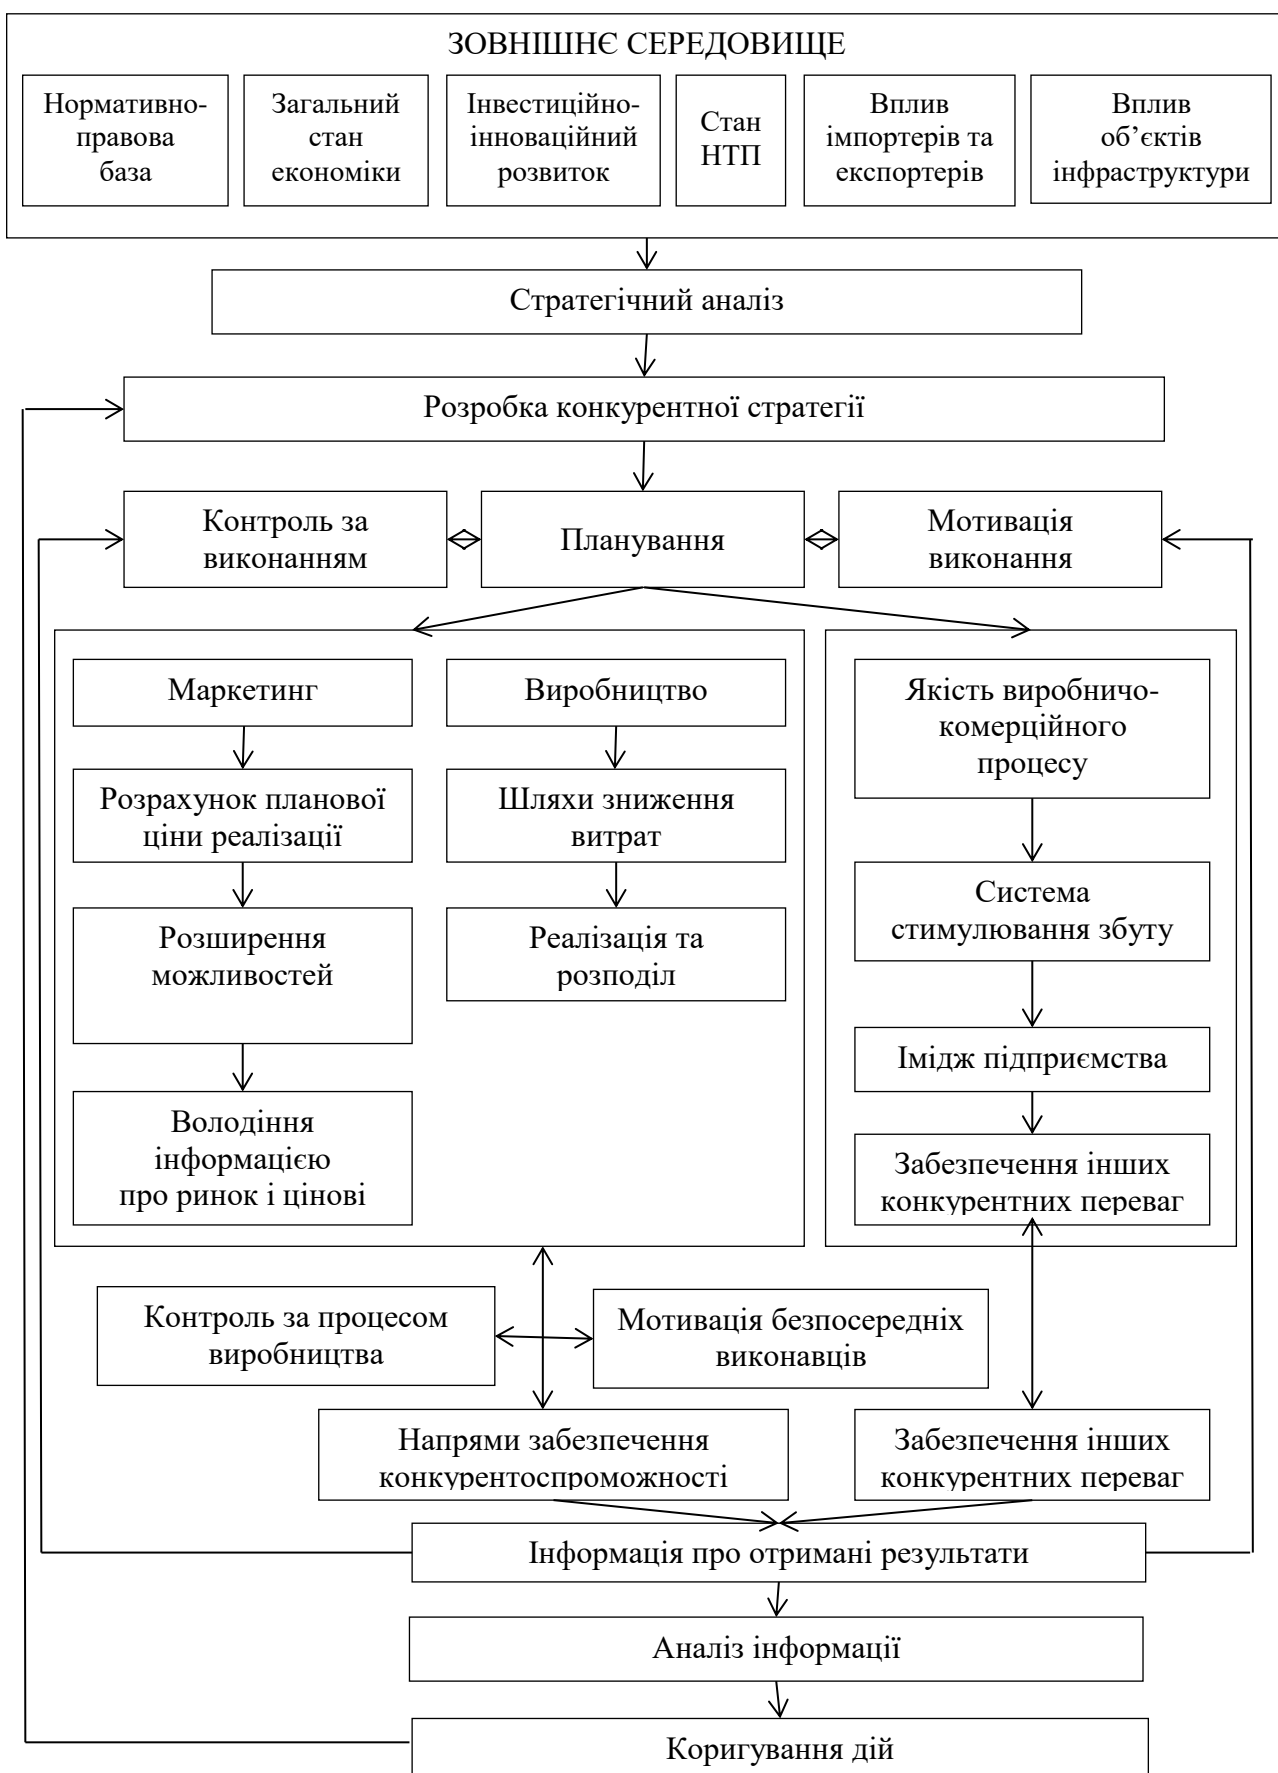 ЗОВНІШНЄ СЕРЕДОВИЩЕ
Нормативно-
правова
база
Загальний
стан
економіки
Інвестиційно-
інноваційний
розвиток
Стан
НТП
Вплив
імпортерів та
експортерів
Вплив
об’єктів
інфраструктури
Стратегічний аналіз
Розробка конкурентної стратегії
Контроль за
виконанням
Планування
Мотивація
виконання
Маркетинг
Розрахунок планової
ціни реалізації
Розширення
можливостей
Володіння
інформацією
про ринок і цінові
Виробництво
Шляхи зниження
витрат
Реалізація та
розподіл
Якість виробничо-
комерційного
процесу
Система
стимулювання збуту
Імідж підприємства
Забезпечення інших
конкурентних переваг
Контроль за процесом
виробництва
Мотивація безпосередніх
виконавців
Напрями забезпечення
конкурентоспроможності
Забезпечення інших
конкурентних переваг
Інформація про отримані результати
Аналіз інформації
Коригування дій